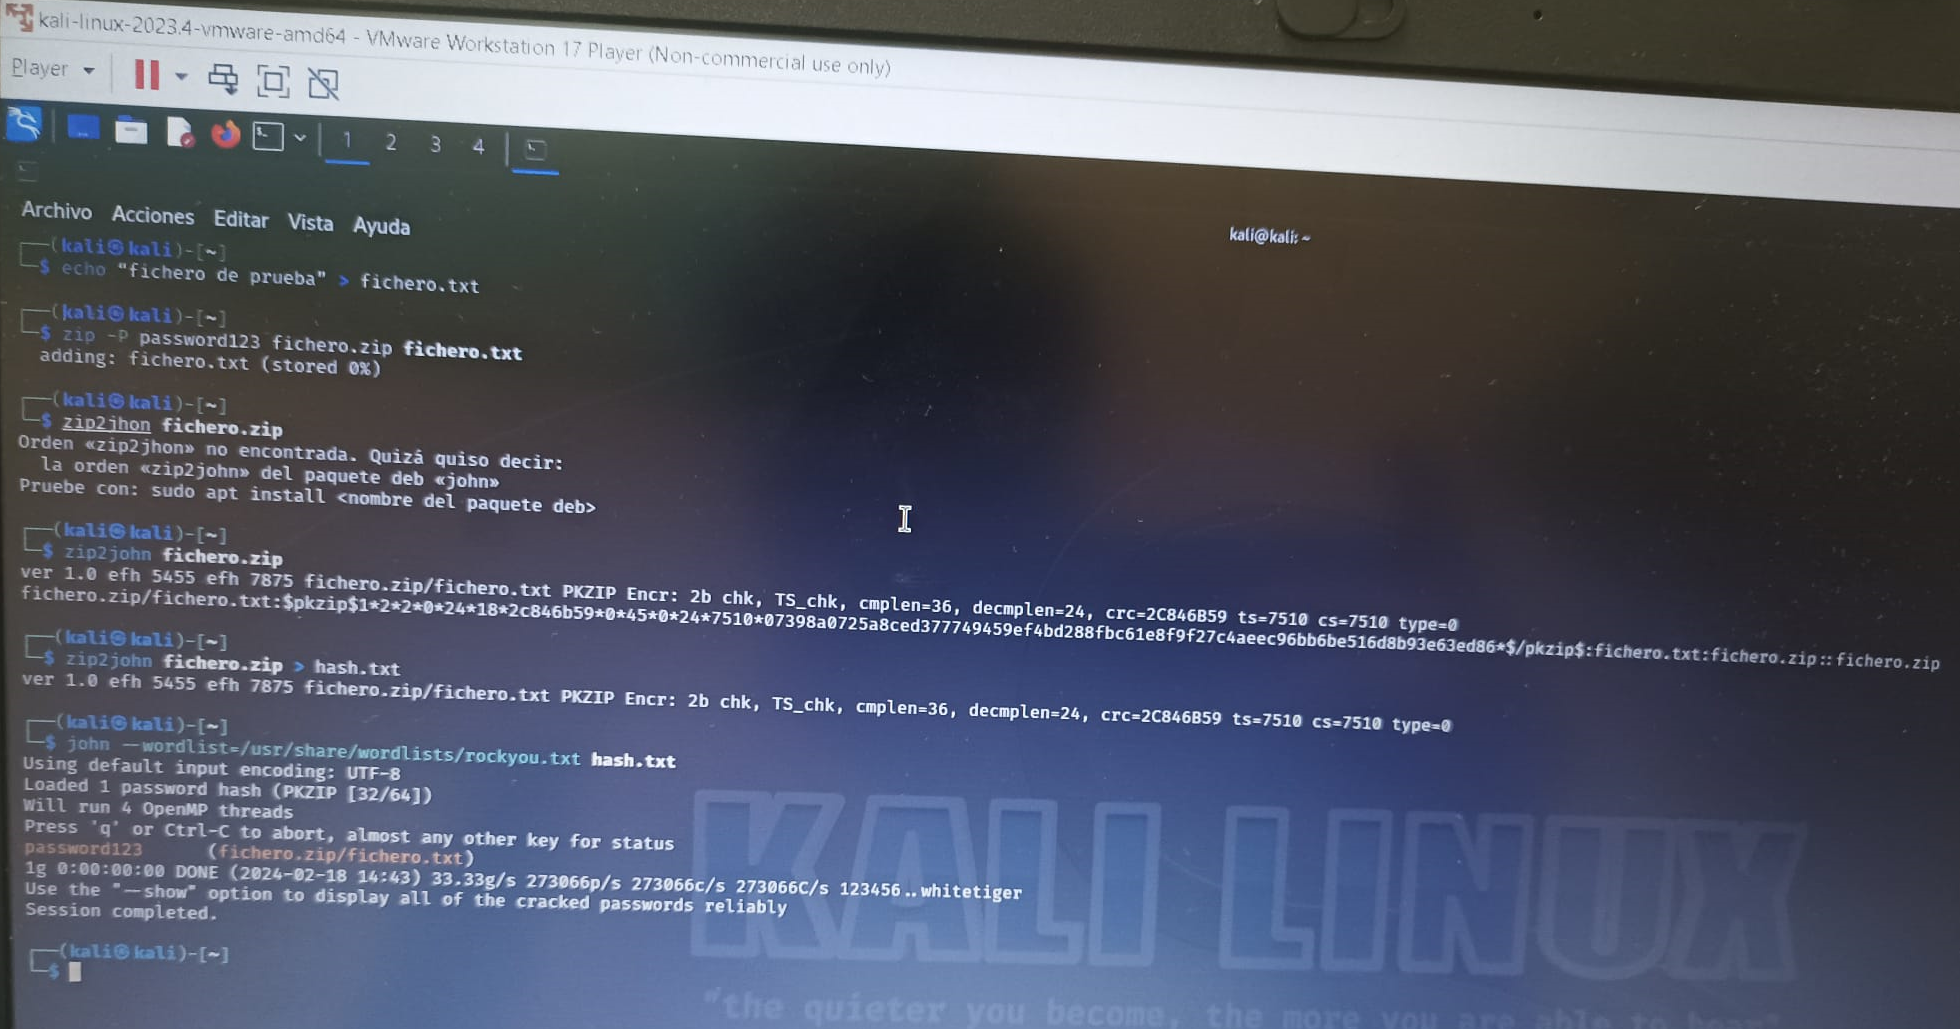 kali-linux-2023.4-vmware-amd64 - VMware Workstation 17 Player (Non-commercial use only)
Player
1 2 3 4
Archivo Acciones Editar Vista Ayuda
kali@kali: ~
(kali㉿kali)-[~]
$ echo "fichero de prueba" > fichero.txt
(kali㉿kali)-[~]
$ zip -P password123 fichero.zip fichero.txt
adding: fichero.txt (stored 0%)
(kali㉿kali)-[~]
$ zip2jhon fichero.zip
Orden «zip2jhon» no encontrada. Quizá quiso decir:
la orden «zip2john» del paquete deb «john»
Pruebe con: sudo apt install <nombre del paquete deb>
(kali㉿kali)-[~]
$ zip2john fichero.zip
ver 1.0 efh 5455 efh 7875 fichero.zip/fichero.txt PKZIP Encr: 2b chk, TS_chk, cmplen=36, decmplen=24, crc=2C846B59 ts=7510 cs=7510 type=0
fichero.zip/fichero.txt:$pkzip$1*2*2*0*24*18*2c846b59*0*45*0*24*7510*07398a0725a8ced377749459ef4bd288fbc61e8f9f27c4aeec96bb6be516d8b93e63ed86*$/pkzip$:fichero.txt:fichero.zip::fichero.zip
(kali㉿kali)-[~]
$ zip2john fichero.zip > hash.txt
ver 1.0 efh 5455 efh 7875 fichero.zip/fichero.txt PKZIP Encr: 2b chk, TS_chk, cmplen=36, decmplen=24, crc=2C846B59 ts=7510 cs=7510 type=0
(kali㉿kali)-[~]
$ john --wordlist=/usr/share/wordlists/rockyou.txt hash.txt
Using default input encoding: UTF-8
Loaded 1 password hash (PKZIP [32/64])
Will run 4 OpenMP threads
Press 'q' or Ctrl-C to abort, almost any other key for status
password123 (fichero.zip/fichero.txt)
1g 0:00:00:00 DONE (2024-02-18 14:43) 33.33g/s 273066p/s 273066c/s 273066C/s 123456..whitetiger
Use the "--show" option to display all of the cracked passwords reliably
Session completed.
(kali㉿kali)-[~]
$
KALI LINUX
"the quieter you become, the more you are able to hear"